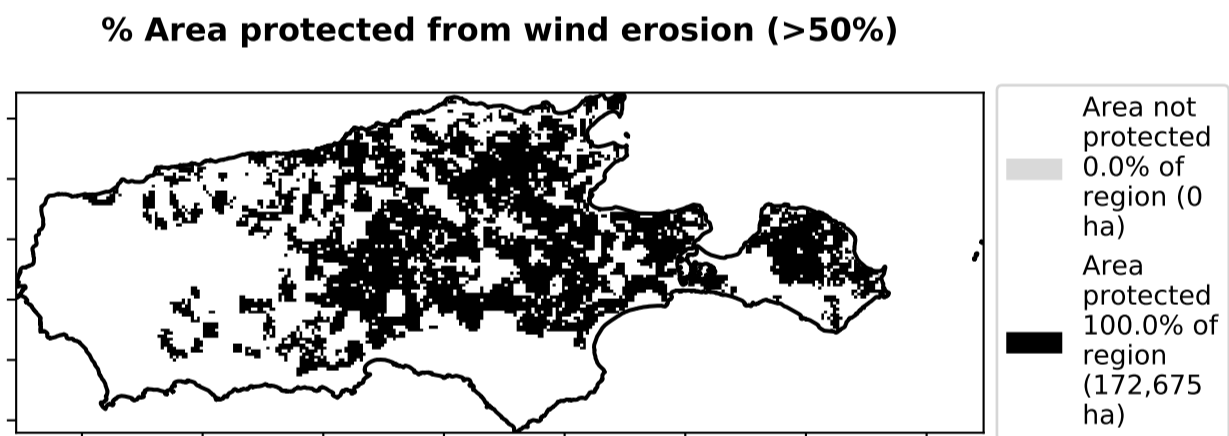 % Area protected from wind erosion (>50%)
Area not
protected
0.0% of
region (0
ha)
Area
protected
100.0% of
region
(172,675
ha)